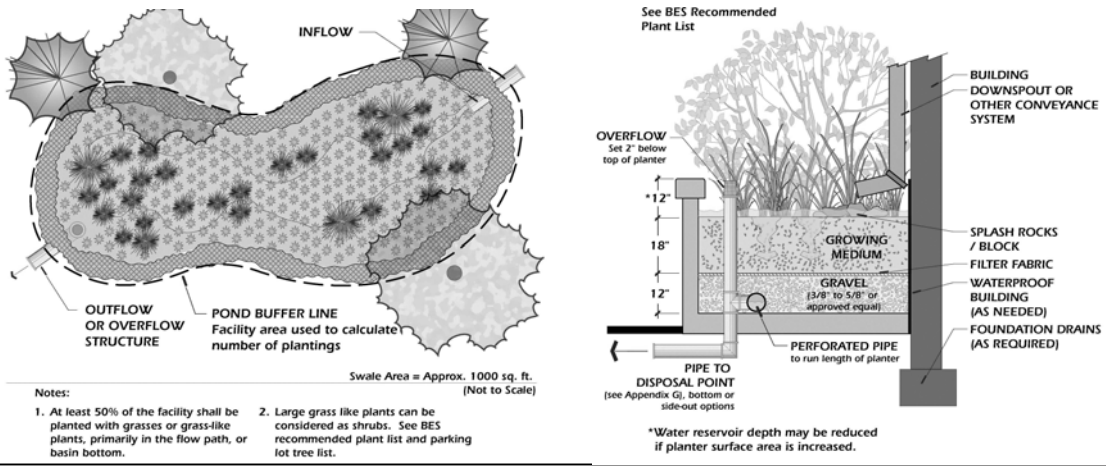 INFLOW
OUTFLOW
OR OVERFLOW
STRUCTURE
POND BUFFER LINE
Facility area used to calculate
number of plantings
Swale Area = Approx. 1000 sq. ft.
(Not to Scale)
Notes:
1. At least 50% of the facility shall be
planted with grasses or grass-like
plants, primarily in the flow path, or
basin bottom.
2. Large grass like plants can be
considered as shrubs. See BES
recommended plant list and parking
lot tree list.
See BES Recommended
Plant List
OVERFLOW
Set 2" below
top of planter
*12"
18"
12"
GROWING
MEDIUM
GRAVEL
(3/8" to 5/8" or
approved equal)
BUILDING
DOWNSPOUT OR
OTHER CONVEYANCE
SYSTEM
SPLASH ROCKS
/ BLOCK
FILTER FABRIC
WATERPROOF
BUILDING
(AS NEEDED)
FOUNDATION DRAINS
(AS REQUIRED)
PERFORATED PIPE
to run length of planter
PIPE TO
DISPOSAL POINT
(see Appendix G), bottom or
side-out options
*Water reservoir depth may be reduced
if planter surface area is increased.